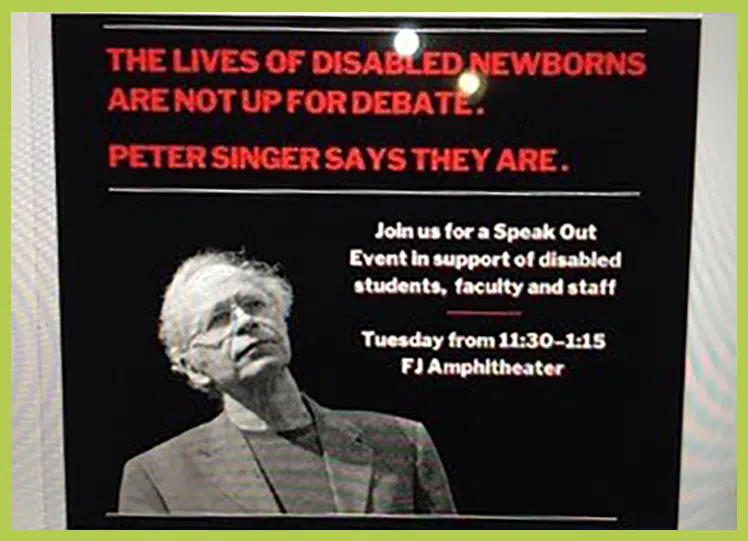 THE LIVES OF DISABLED NEWBORNS
ARE NOT UP FOR DEBATE.
PETER SINGER SAYS THEY ARE.
Join us for a Speak Out
Event in support of disabled
students, faculty and staff
Tuesday from 11:30–1:15
FJ Amphitheater